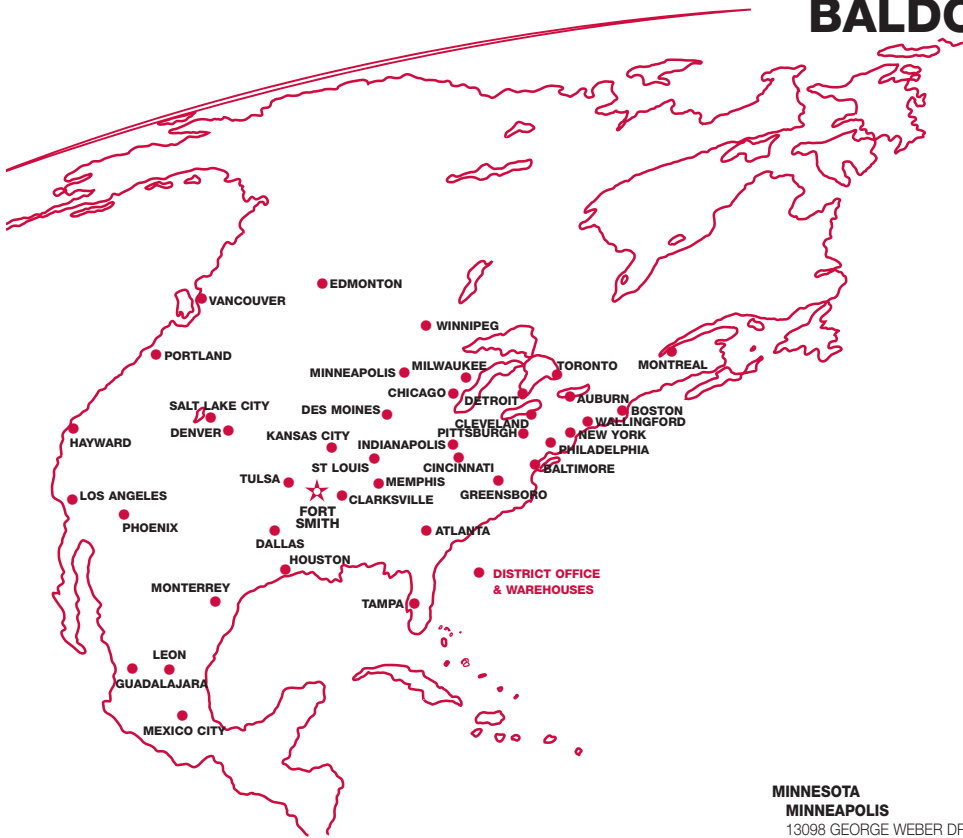 BALDO
EDMONTON
VANCOUVER
WINNIPEG
PORTLAND
MONTREAL
MINNEAPOLIS
MILWAUKEE
TORONTO
CHICAGO
DETROIT
AUBURN
SALT LAKE CITY
DES MOINES
BOSTON
CLEVELAND
WALLINGFORD
DENVER
KANSAS CITY
PITTSBURGH
NEW YORK
HAYWARD
INDIANAPOLIS
PHILADELPHIA
ST LOUIS
CINCINNATI
BALTIMORE
TULSA
MEMPHIS
LOS ANGELES
CLARKSVILLE
GREENSBORO
FORT
SMITH
PHOENIX
ATLANTA
DALLAS
HOUSTON
DISTRICT OFFICE
& WAREHOUSES
MONTERREY
TAMPA
LEON
GUADALAJARA
MEXICO CITY
MINNESOTA
MINNEAPOLIS
13098 GEORGE WEBER DR